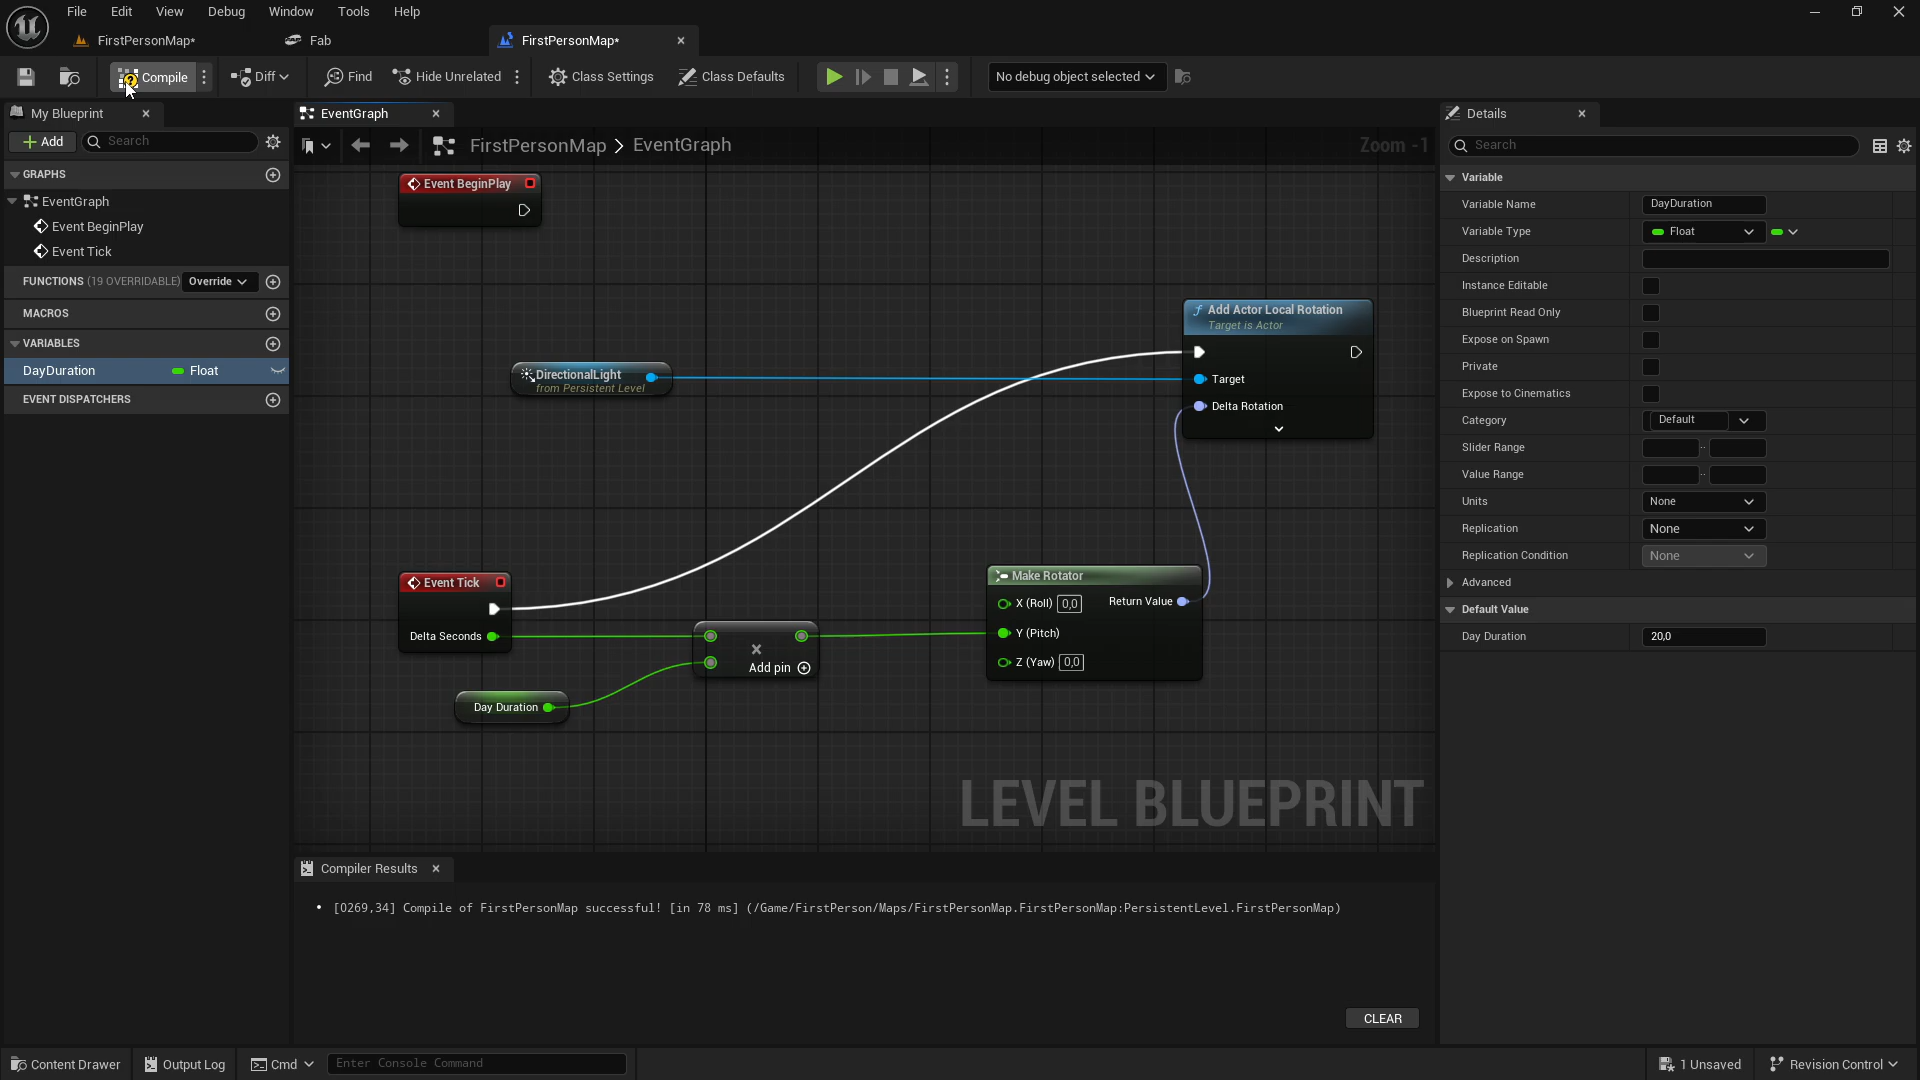 File Edit View Debug Window Tools Help
FirstPersonMap* Fab FirstPersonMap*
Compile Diff Find Hide Unrelated Class Settings Class Defaults No debug object selected
My Blueprint EventGraph Details
Add Search FirstPersonMap > EventGraph Zoom -1 Search
GRAPHS
EventGraph
Event BeginPlay
Event Tick
FUNCTIONS (19 OVERRIDABLE) Override
MACROS
VARIABLES
DayDuration Float
EVENT DISPATCHERS
Event BeginPlay
Add Actor Local Rotation
Target is Actor
Target
Delta Rotation
DirectionalLight
from Persistent Level
Event Tick
Delta Seconds
Day Duration
Add pin
Make Rotator
X (Roll) 0,0 Return Value
Y (Pitch)
Z (Yaw) 0,0
LEVEL BLUEPRINT
Variable
Variable Name DayDuration
Variable Type Float
Description
Instance Editable
Blueprint Read Only
Expose on Spawn
Private
Expose to Cinematics
Category Default
Slider Range
Value Range
Units None
Replication None
Replication Condition None
Advanced
Default Value
Day Duration 20,0
Compiler Results
• [0269,34] Compile of FirstPersonMap successful! [in 78 ms] (/Game/FirstPerson/Maps/FirstPersonMap.FirstPersonMap:PersistentLevel.FirstPersonMap)
CLEAR
Content Drawer Output Log Cmd Enter Console Command 1 Unsaved Revision Control